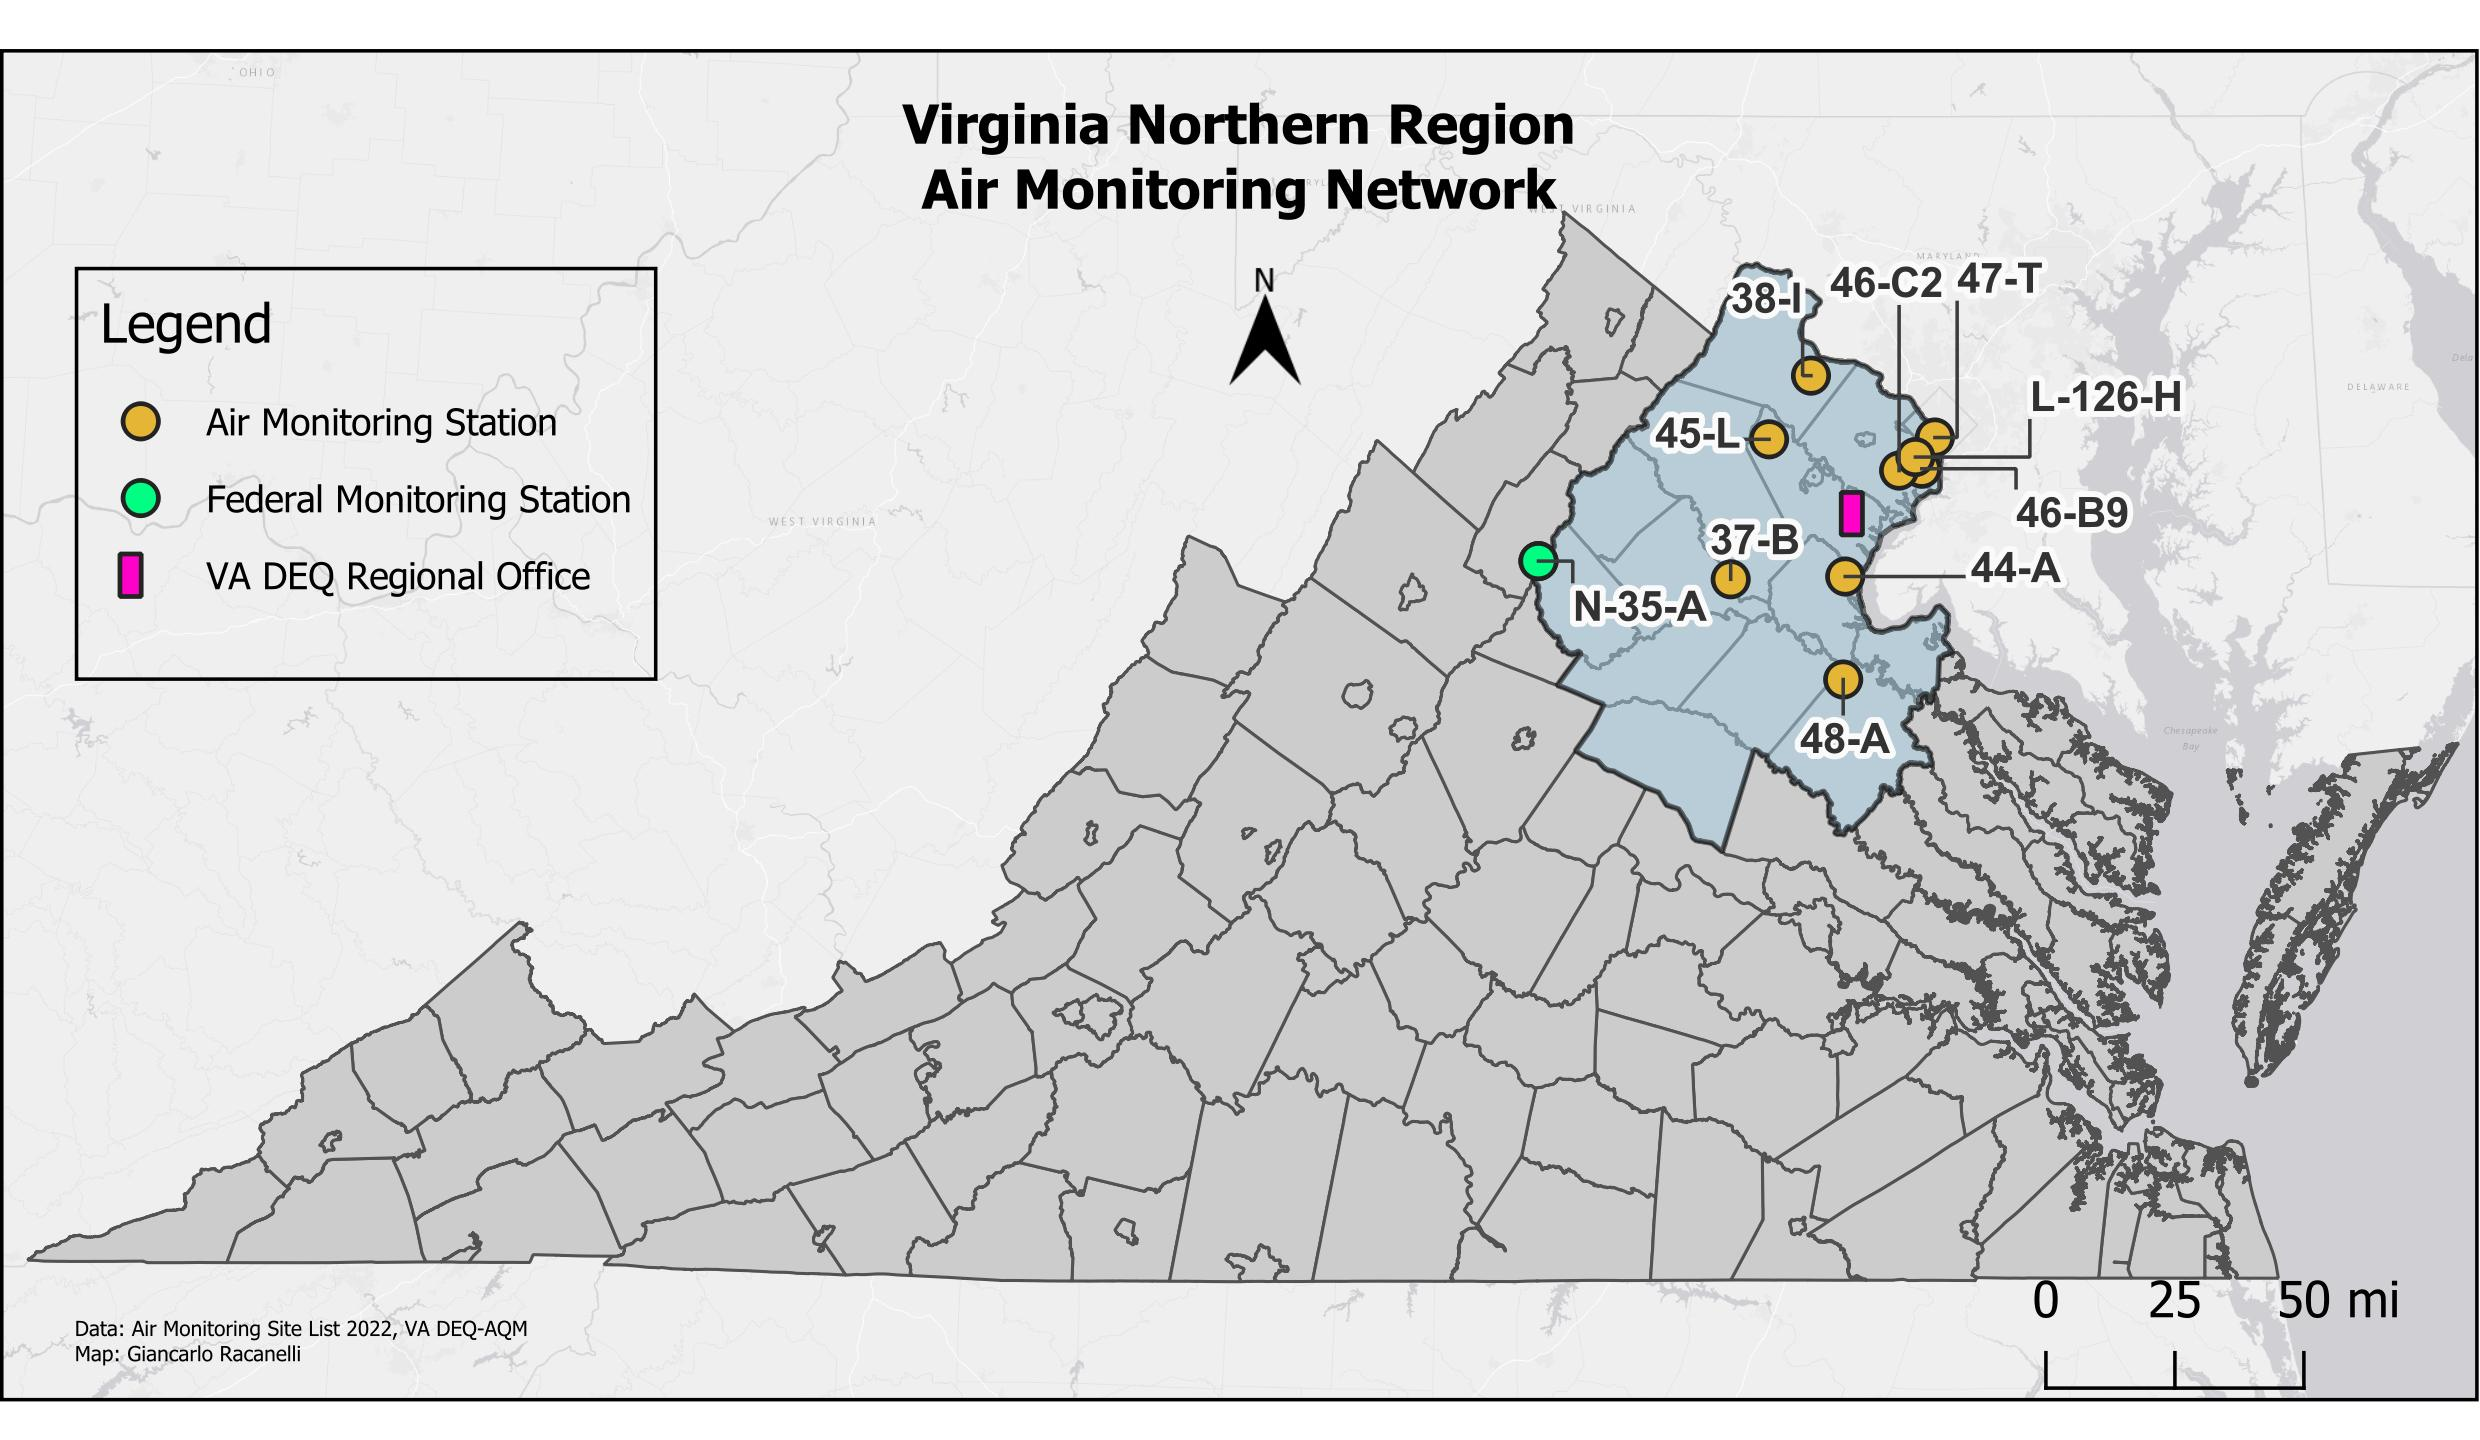 OHIO
Virginia Northern Region
Air Monitoring Network
WEST VIRGINIA
MARYLAND
N
Legend
Air Monitoring Station
Federal Monitoring Station
VA DEQ Regional Office
WEST VIRGINIA
38-I
46-C2
47-T
L-126-H
45-L
46-B9
37-B
44-A
N-35-A
48-A
DELAWARE
Chesapeake
Bay
Data: Air Monitoring Site List 2022, VA DEQ-AQM
Map: Giancarlo Racanelli
0 25 50 mi